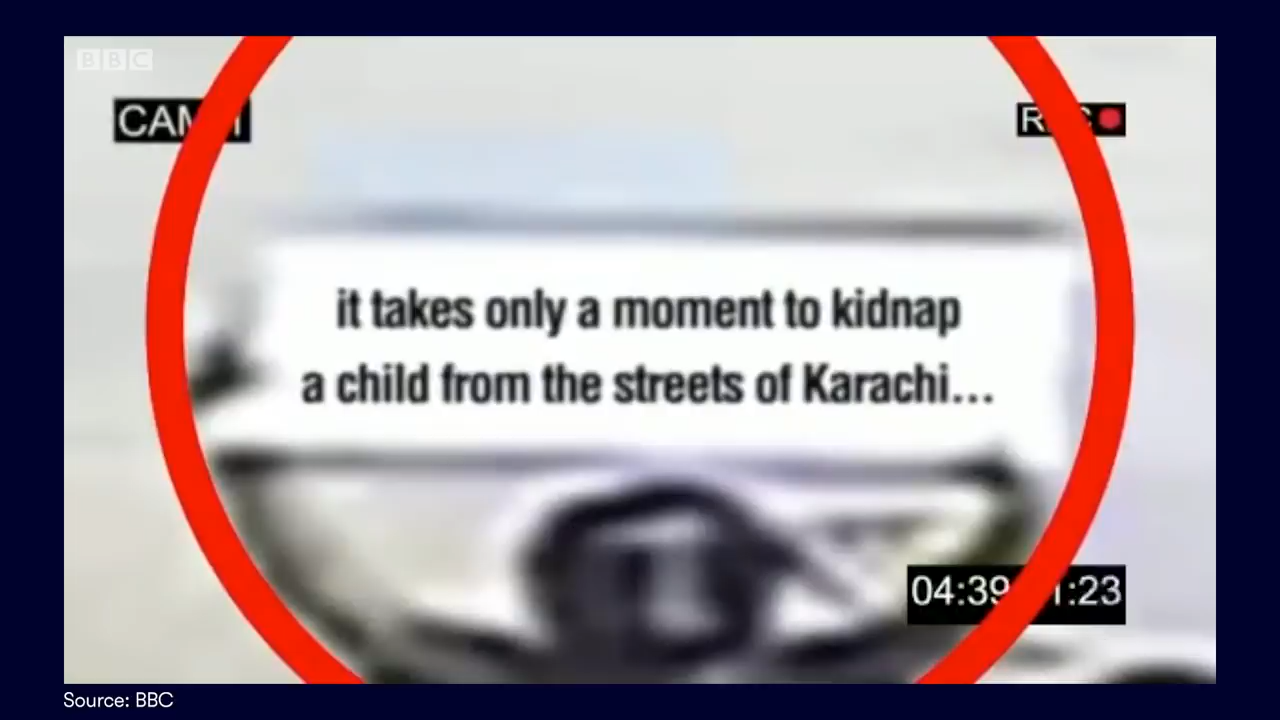 BBC
it takes only a moment to kidnap
a child from the streets of Karachi...
Source: BBC